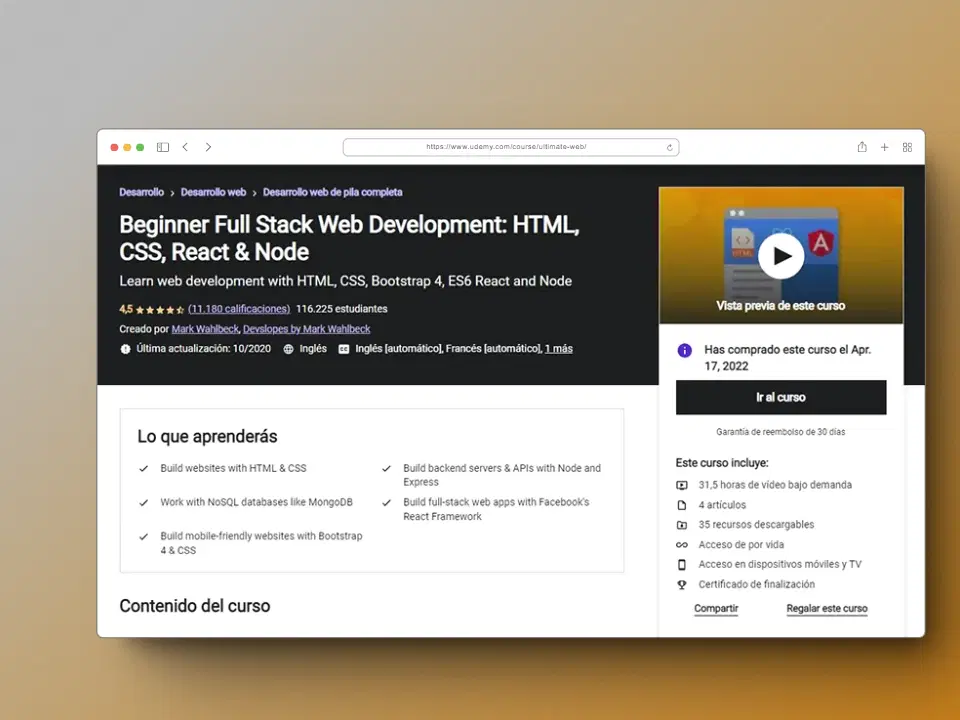 https://www.udemy.com/course/ultimate-web/
Desarrollo > Desarrollo web > Desarrollo web de pila completa
Beginner Full Stack Web Development: HTML,
CSS, React & Node
Learn web development with HTML, CSS, Bootstrap 4, ES6 React and Node
4,5 ★★★★★ (11.180 calificaciones) 116.225 estudiantes
Creado por Mark Wahlbeck, Devslopes by Mark Wahlbeck
Última actualización: 10/2020 Inglés CC Inglés [automático], Francés [automático], 1 más
HTML
A
Vista previa de este curso
Has comprado este curso el Apr.
17, 2022
Ir al curso
Garantía de reembolso de 30 días
Este curso incluye:
31,5 horas de vídeo bajo demanda
4 artículos
35 recursos descargables
Acceso de por vida
Acceso en dispositivos móviles y TV
Certificado de finalización
Compartir Regalar este curso
Lo que aprenderás
Build websites with HTML & CSS
Build backend servers & APIs with Node and
Express
Work with NoSQL databases like MongoDB
Build full-stack web apps with Facebook's
React Framework
Build mobile-friendly websites with Bootstrap
4 & CSS
Contenido del curso